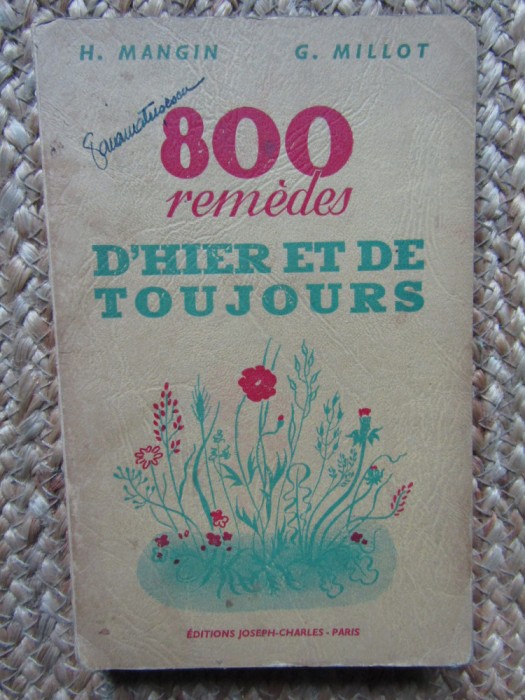 H. MANGIN G. MILLOT
800
remèdes
D'HIER ET DE
TOUJOURS
ÉDITIONS JOSEPH-CHARLES - PARIS